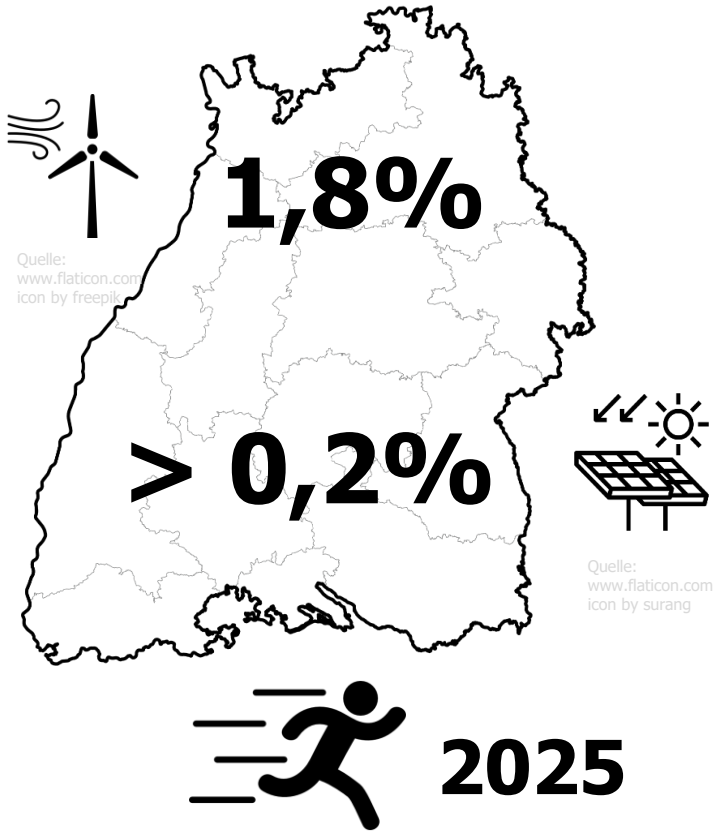 1,8%
Quelle:
www.flaticon.com
icon by freepik
> 0,2%
Quelle:
www.flaticon.com
icon by surang
2025